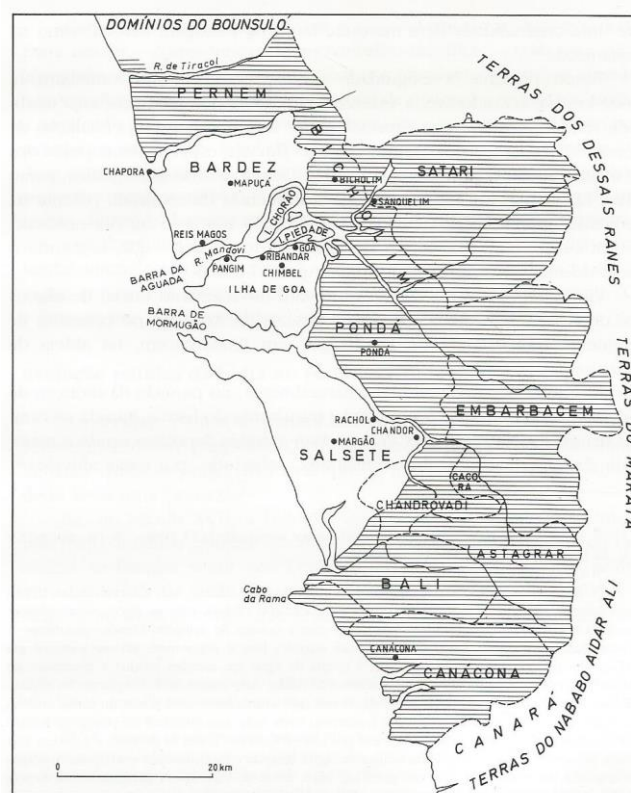 DOMÍNIOS DO BOUNSULÓ
R. de Tiracol
PERNEM
TERRAS DOS DESSAIS RANES
BICHOLIM
BARDEZ
SATARI
CHAPORA
MAPUÇÁ
BICHOLIM
SANQUELIM
I. CHORÃO
REIS MAGOS
I. PIEDADE
GOA
R. Mandovi
RIBANDAR
PANGIM
CHIMBEL
BARRA DA
AGUADA
ILHA DE GOA
BARRA DE
MORMUGÃO
PONDÁ
PONDÁ
TERRAS DO MARATA
EMBARBACEM
RACHOL
CHANDOR
MARGÃO
SALSETE
CACO
RA
CHANDROVADI
ASTAGRAR
BALI
Cabo
da Rama
CANÁCONA
CANÁCONA
CANARÁ
TERRAS DO NABABO AIDAR ALI
0 20 km